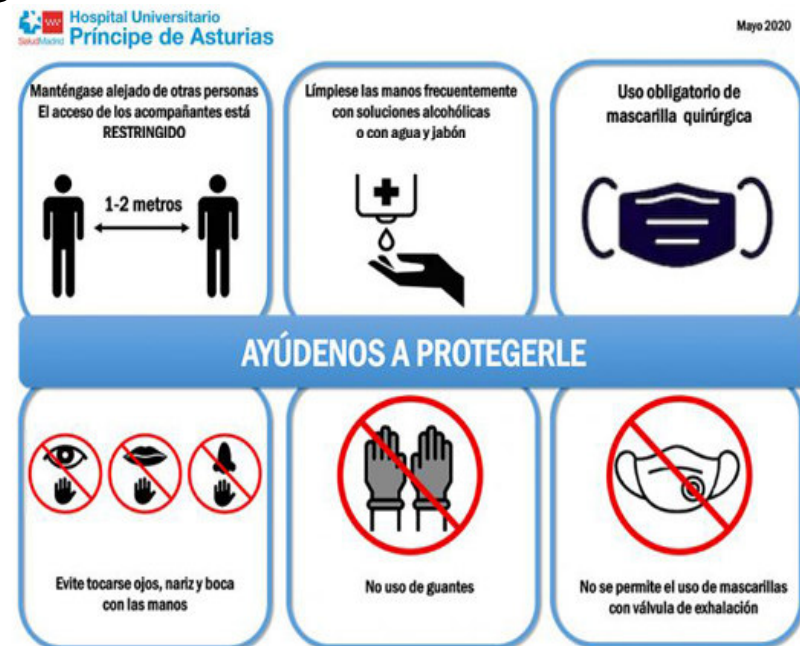 Hospital Universitario
Príncipe de Asturias
SaludMadrid
Mayo 2020
Manténgase alejado de otras personas
El acceso de los acompañantes está
RESTRINGIDO
1-2 metros
Límpiese las manos frecuentemente
con soluciones alcohólicas
o con agua y jabón
Uso obligatorio de
mascarilla quirúrgica
AYÚDENOS A PROTEGERLE
Evite tocarse ojos, nariz y boca
con las manos
No uso de guantes
No se permite el uso de mascarillas
con válvula de exhalación